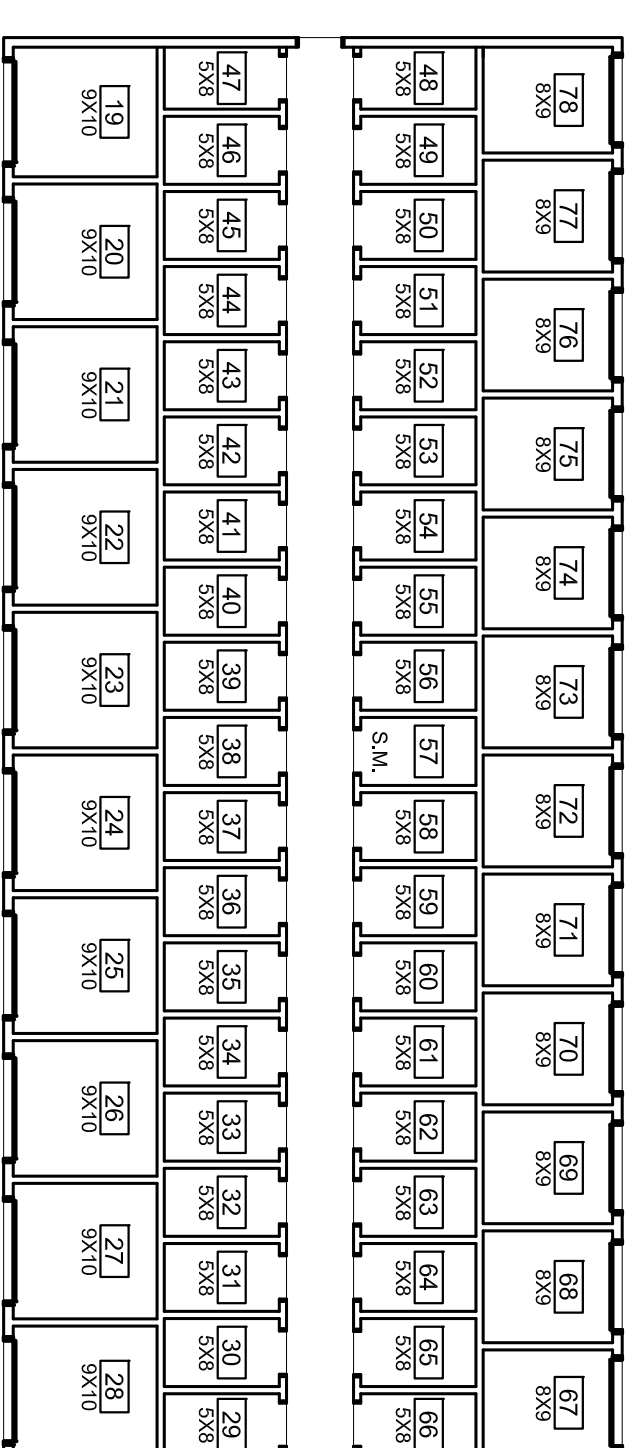 78 77 76 75 74 73 72 71 70 69 68 67
8X9 8X9 8X9 8X9 8X9 8X9 8X9 8X9 8X9 8X9 8X9 8X9
48 49 50 51 52 53 54 55 56 57 58 59 60 61 62 63 64 65 66
5X8 5X8 5X8 5X8 5X8 5X8 5X8 5X8 5X8 S.M. 5X8 5X8 5X8 5X8 5X8 5X8 5X8 5X8 5X8
47 46 45 44 43 42 41 40 39 38 37 36 35 34 33 32 31 30 29
5X8 5X8 5X8 5X8 5X8 5X8 5X8 5X8 5X8 5X8 5X8 5X8 5X8 5X8 5X8 5X8 5X8 5X8 5X8
19 20 21 22 23 24 25 26 27 28
9X10 9X10 9X10 9X10 9X10 9X10 9X10 9X10 9X10 9X10